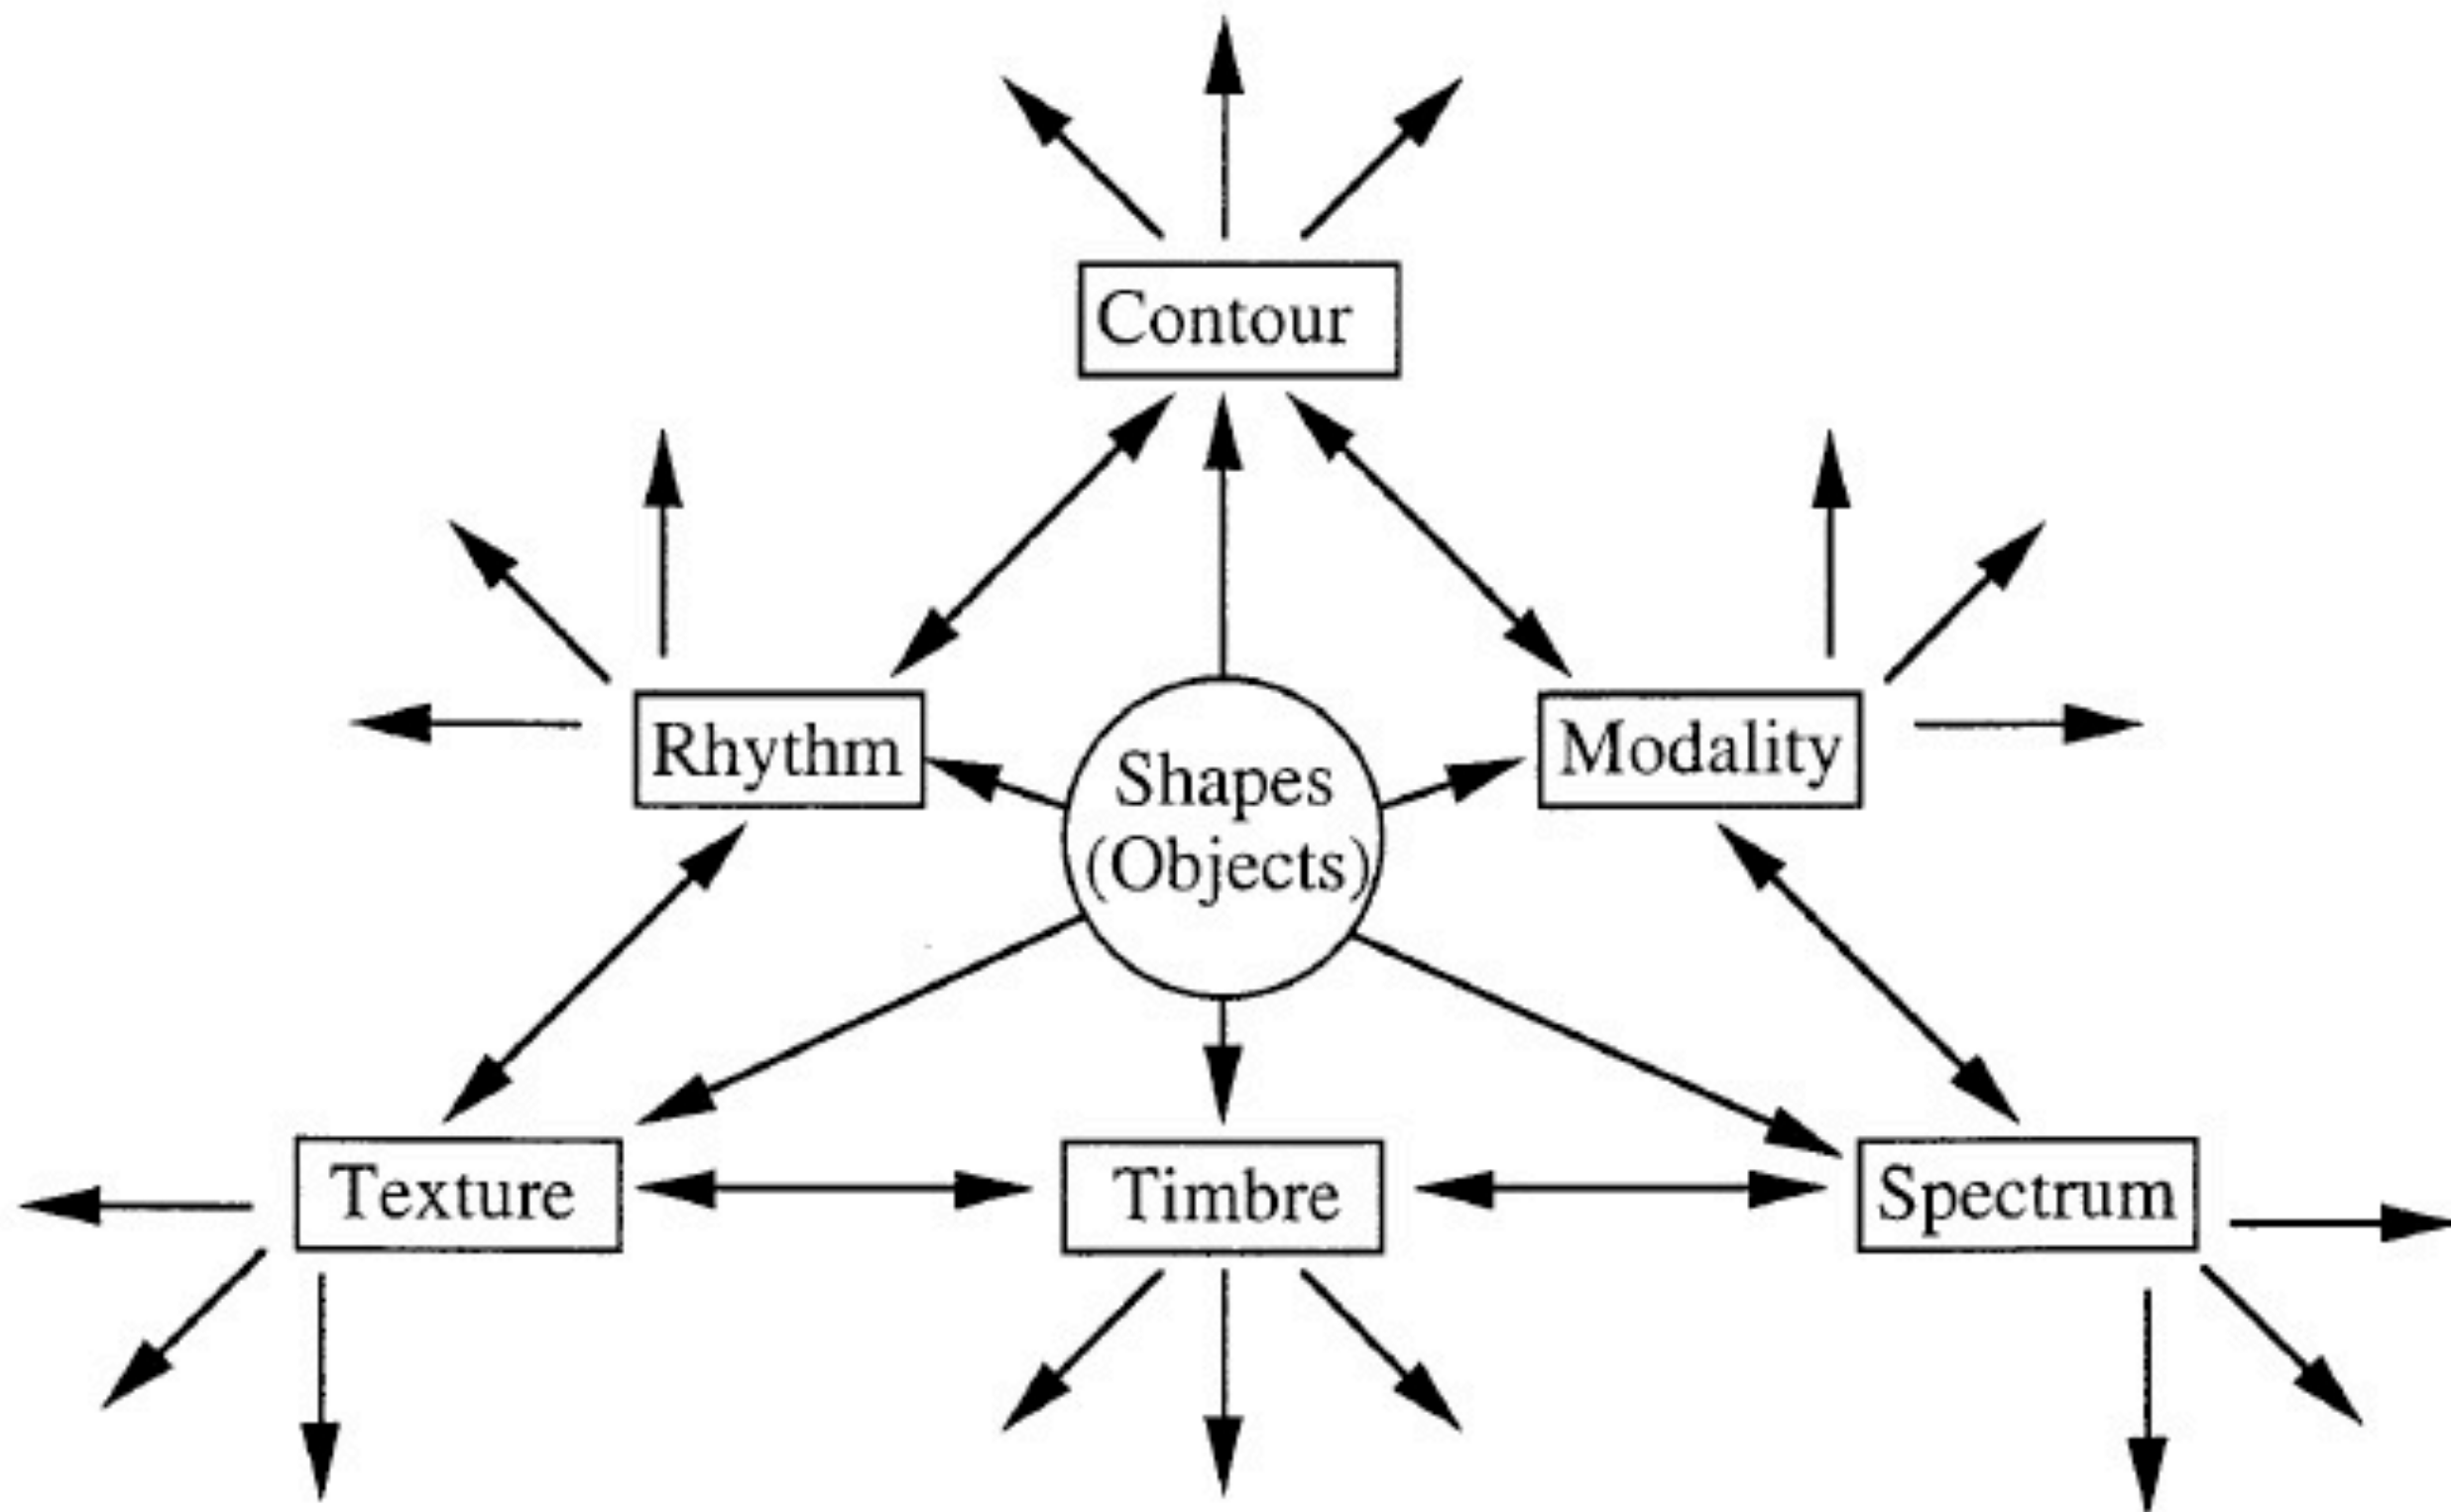 Contour
Rhythm
Shapes
(Objects)
Modality
Texture
Timbre
Spectrum